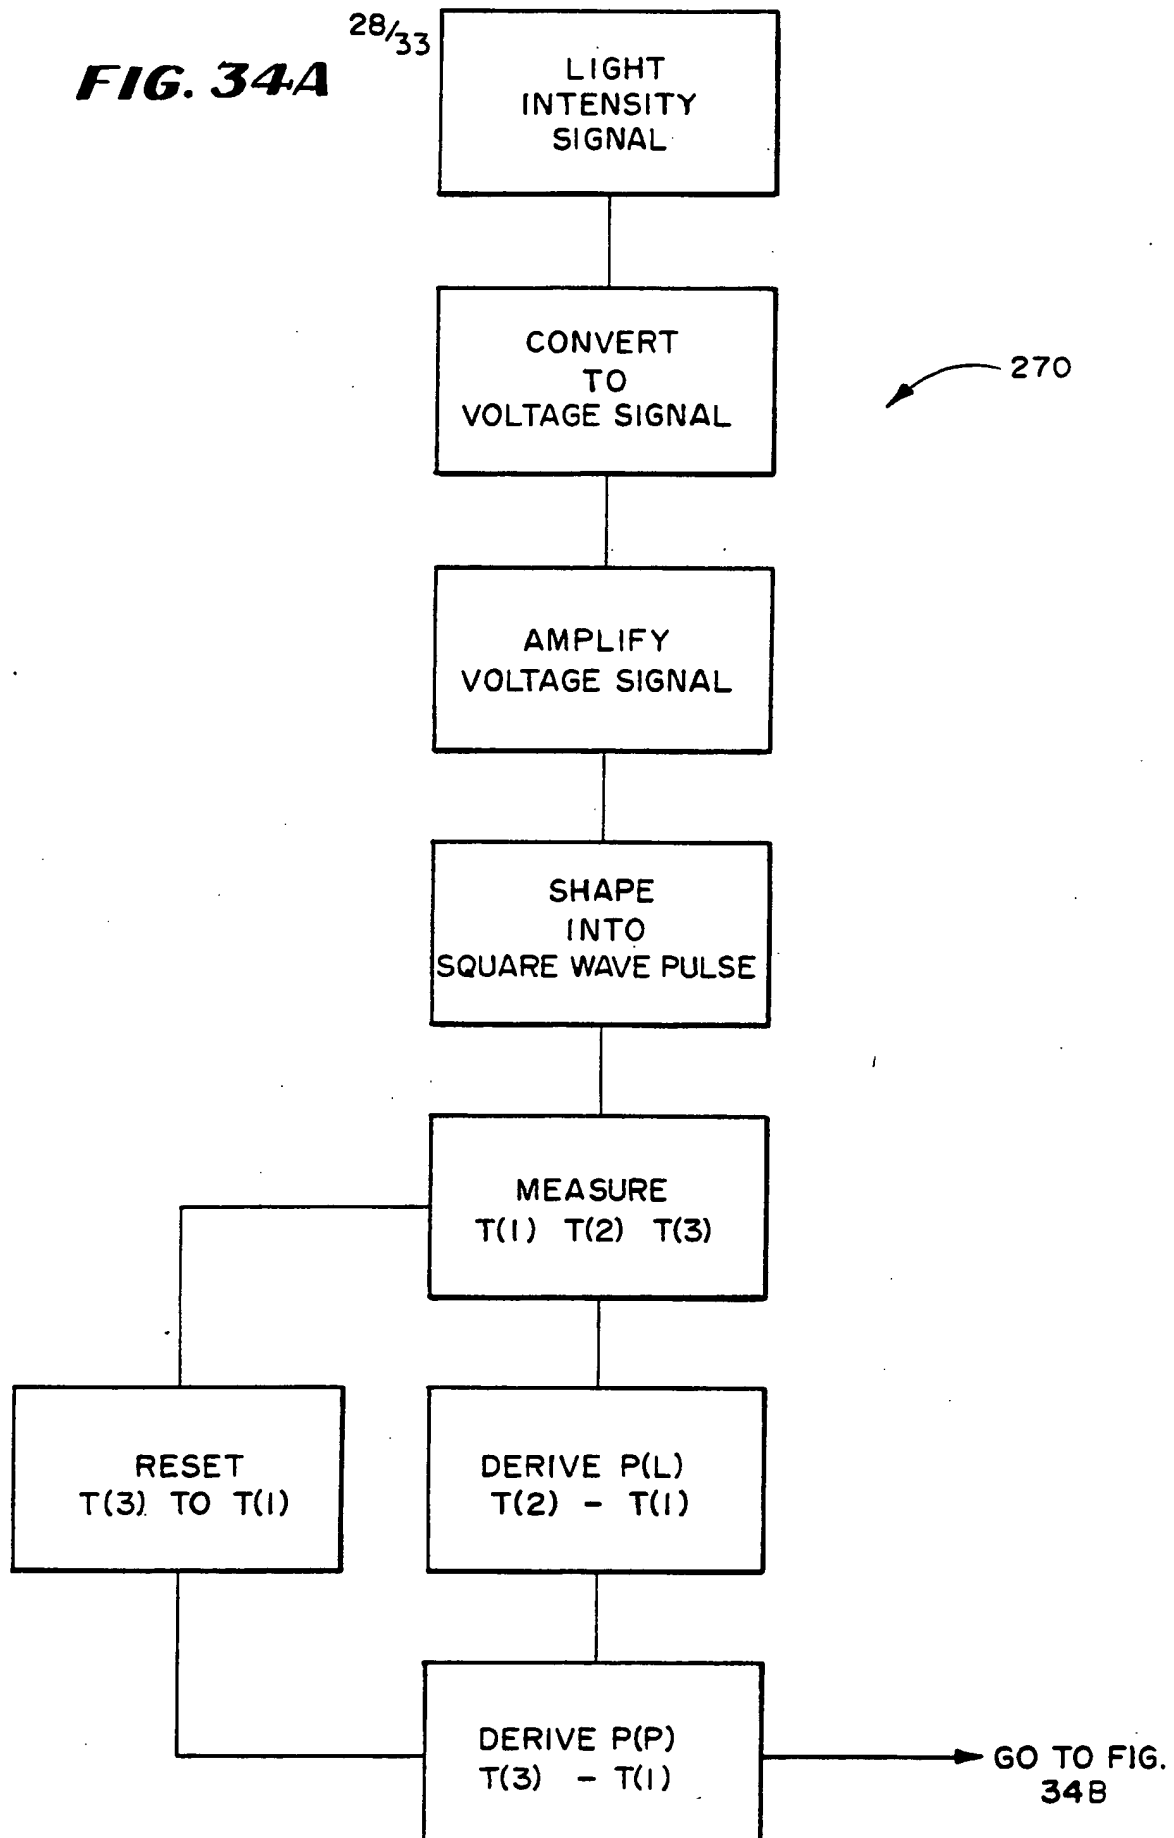 28/33
FIG. 34A
LIGHT
INTENSITY
SIGNAL
CONVERT
TO
VOLTAGE SIGNAL
270
AMPLIFY
VOLTAGE SIGNAL
SHAPE
INTO
SQUARE WAVE PULSE
MEASURE
T(1) T(2) T(3)
RESET
T(3) TO T(1)
DERIVE P(L)
T(2) - T(1)
DERIVE P(P)
T(3) - T(1)
GO TO FIG.
34B